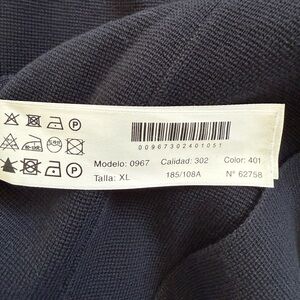 00967302401051
Modelo: 0967 Calidad: 302 Color: 401
Talla: XL 185/108A Nº 62758
P
P